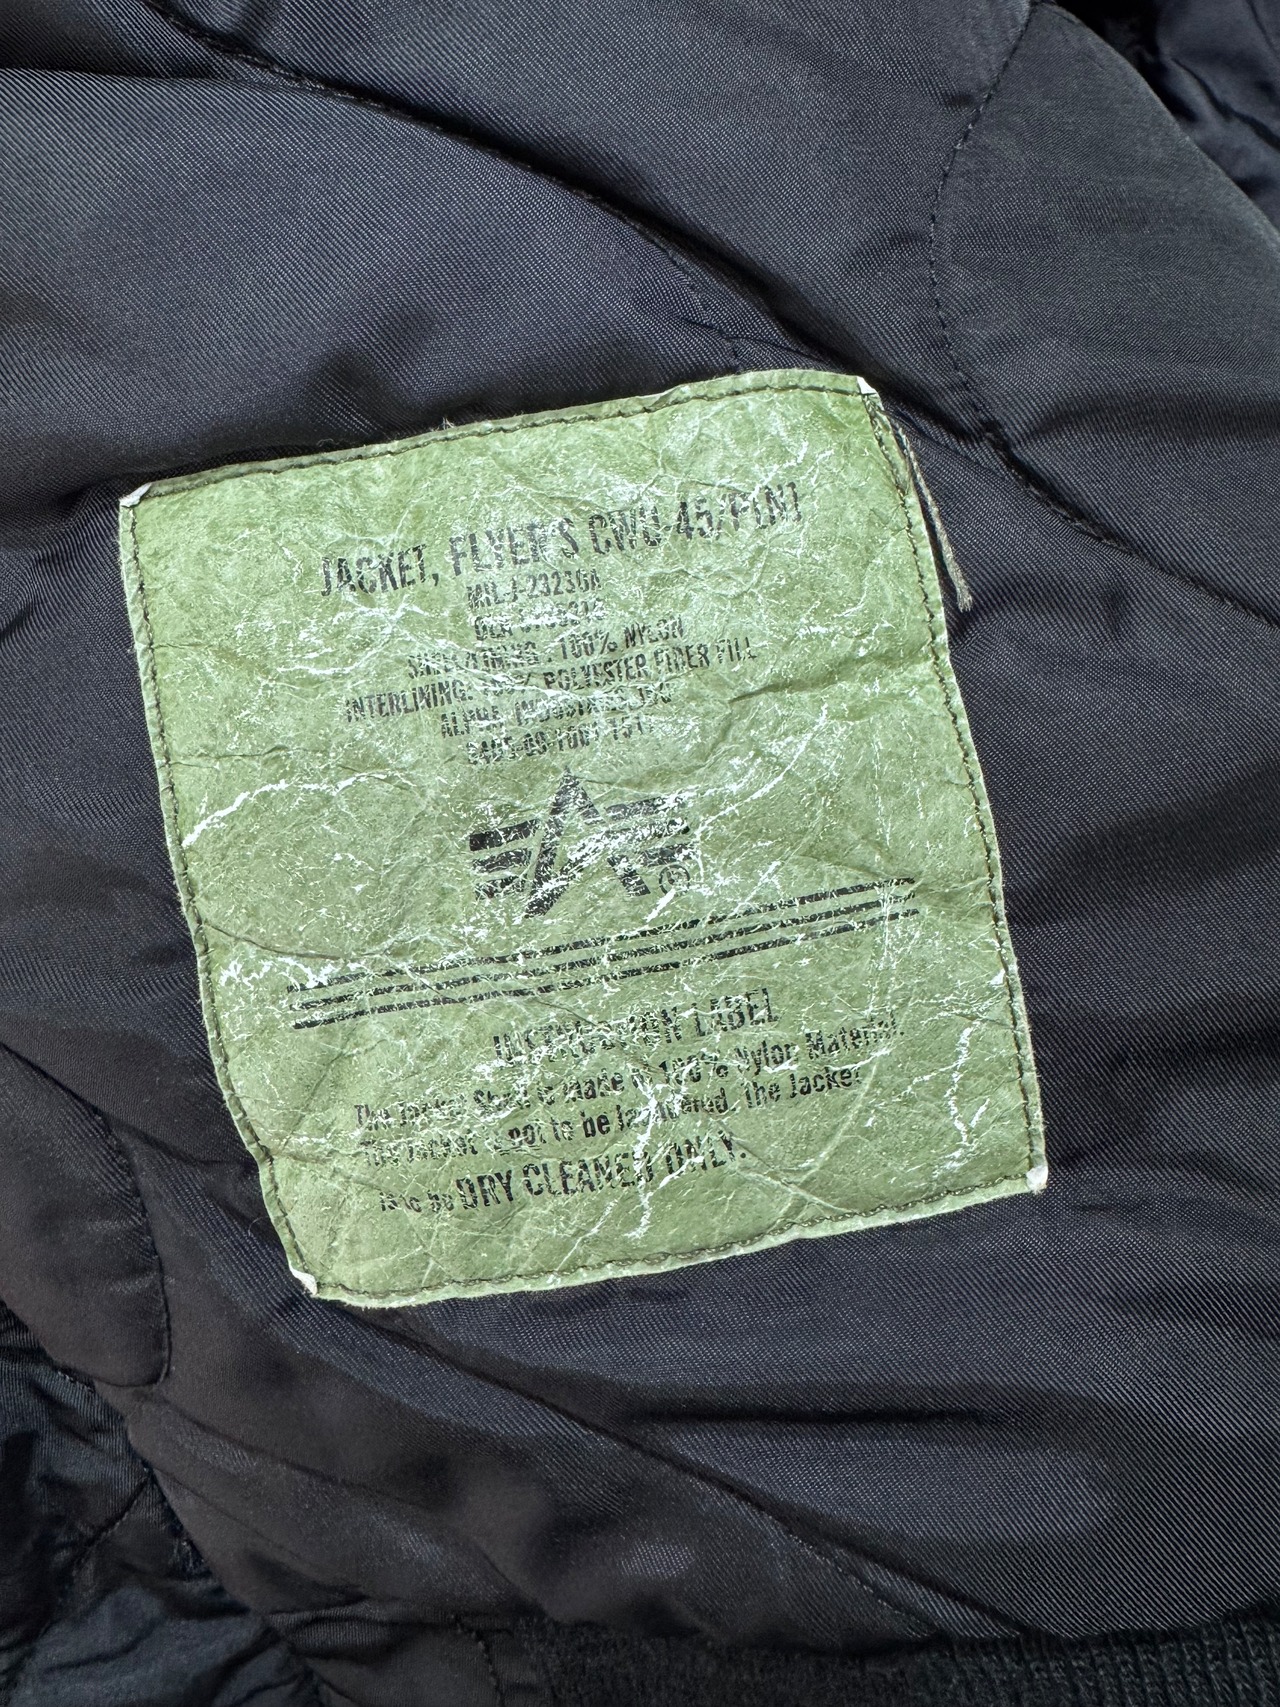 JACKET, FLYER'S CWU 45/P(N)
MIL-J-23236A
100% NYLON
INTERLINING: 100% POLYESTER FIBER FILL
ALPHA INDUSTRIES, INC
INSTRUCTION LABEL
The Jacket Shell is made of 100% Nylon Material.
The Jacket is not to be laundered, the Jacket
is to be DRY CLEANED ONLY.